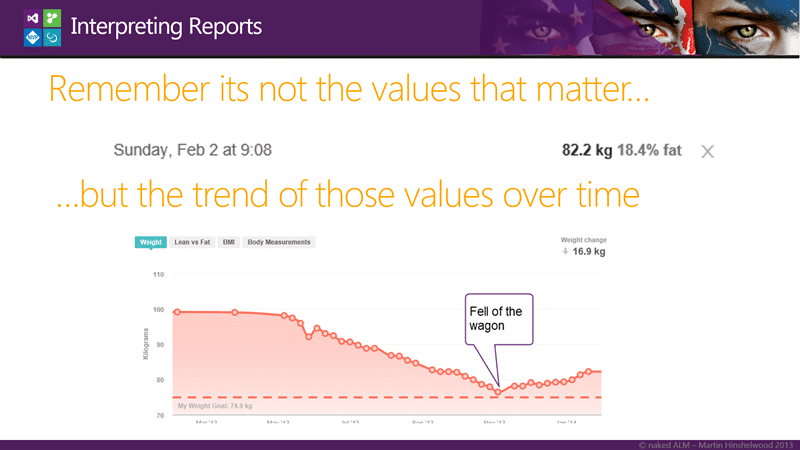 Interpreting Reports
Remember its not the values that matter...
Sunday, Feb 2 at 9:08 82.2 kg 18.4% fat ×
...but the trend of those values over time
Weight Lean vs Fat BMI Body Measurements
Weight change
16.9 kg
110
100
90
80
70
Kilograms
Fell of the
wagon
My Weight Goal: 74.9 kg
Mar '13 May '13 Jul '13 Sep '13 Nov '13 Jan '14
© naked ALM – Martin Hinshelwood 2013